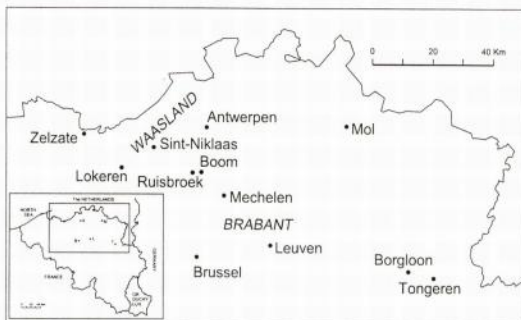 0 20 40 Km
Antwerpen
Mol
Zelzate
WAASLAND
Sint-Niklaas
Lokeren
Boom
Ruisbroek
Mechelen
BRABANT
Leuven
Brussel
Borgloon
Tongeren
THE NETHERLANDS
NORTH
SEA
GERMANY
FRANCE